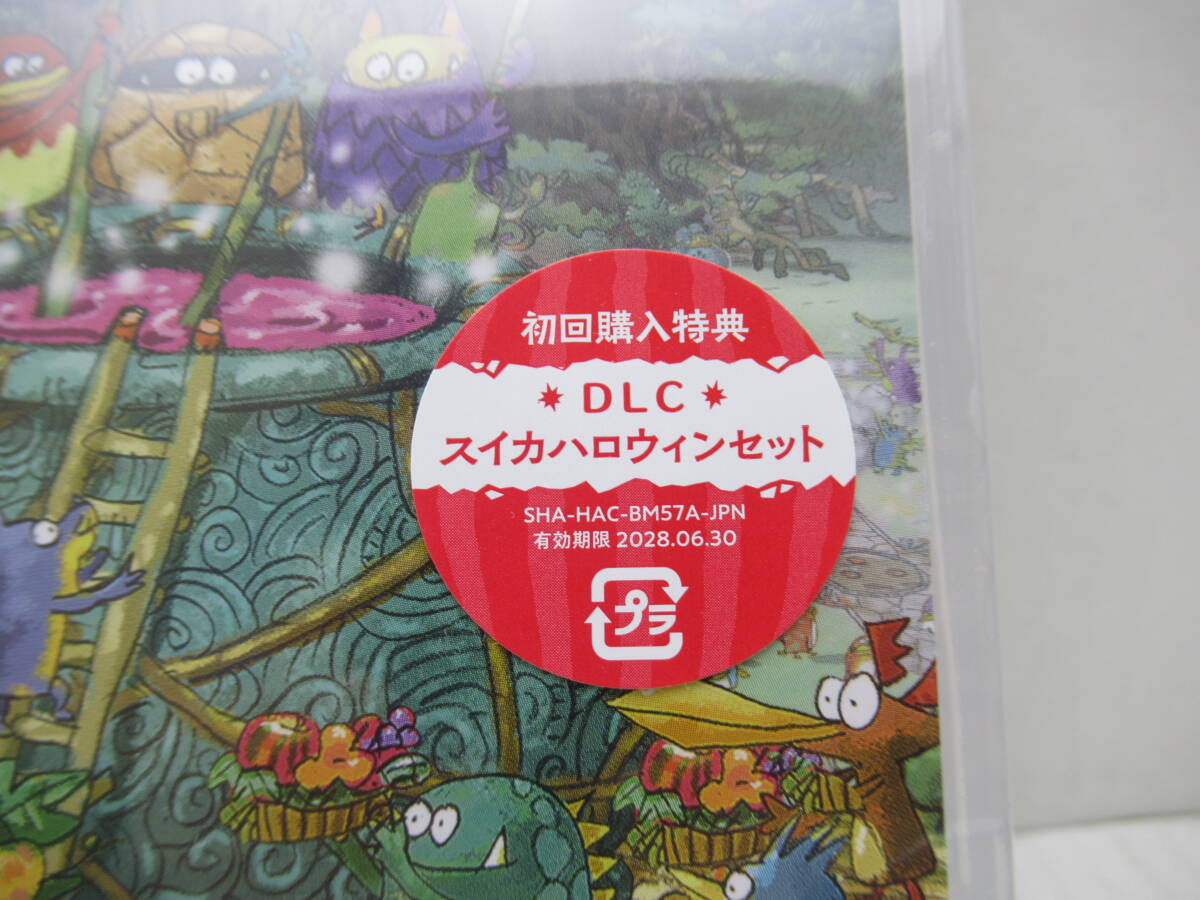 初回購入特典
DLC
スイカハロウィンセット
SHA-HAC-BM57A-JPN
有効期限 2028.06.30
プラ